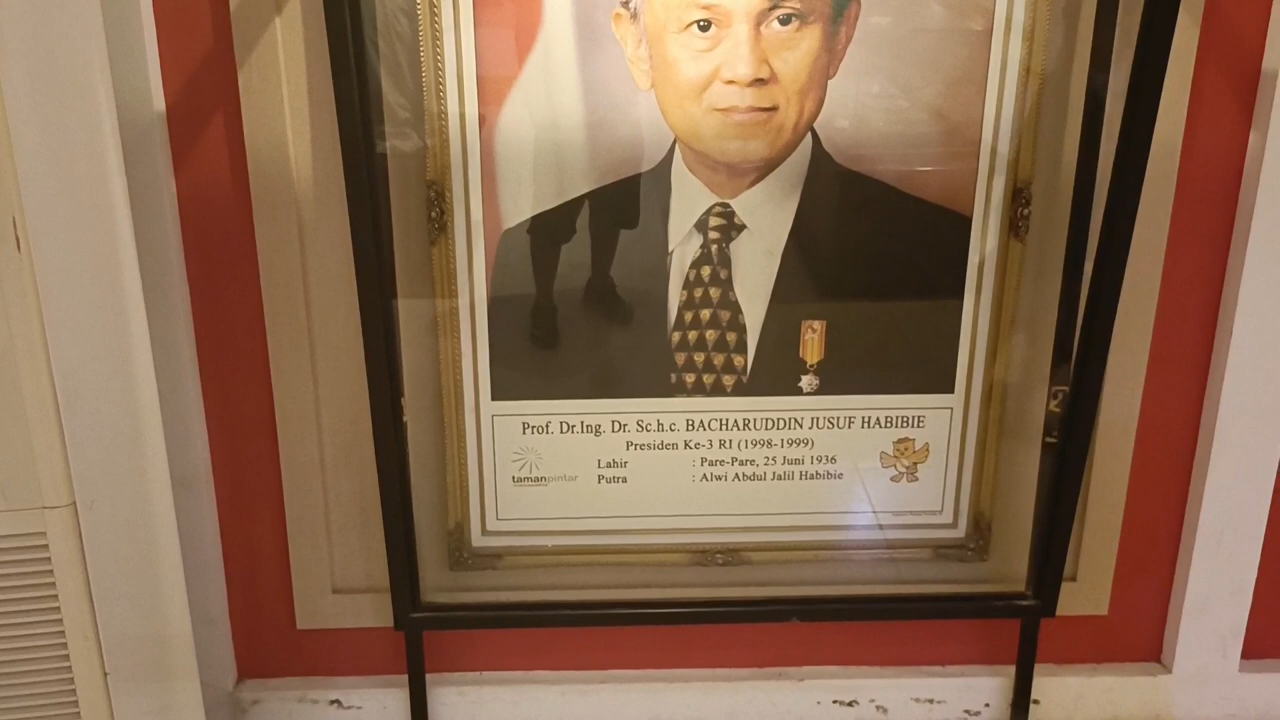 Prof. Dr.Ing. Dr. Sc.h.c. BACHARUDDIN JUSUF HABIBIE
Presiden Ke-3 RI (1998-1999)
Lahir : Pare-Pare, 25 Juni 1936
Putra : Alwi Abdul Jalil Habibie
tamanpintar
2